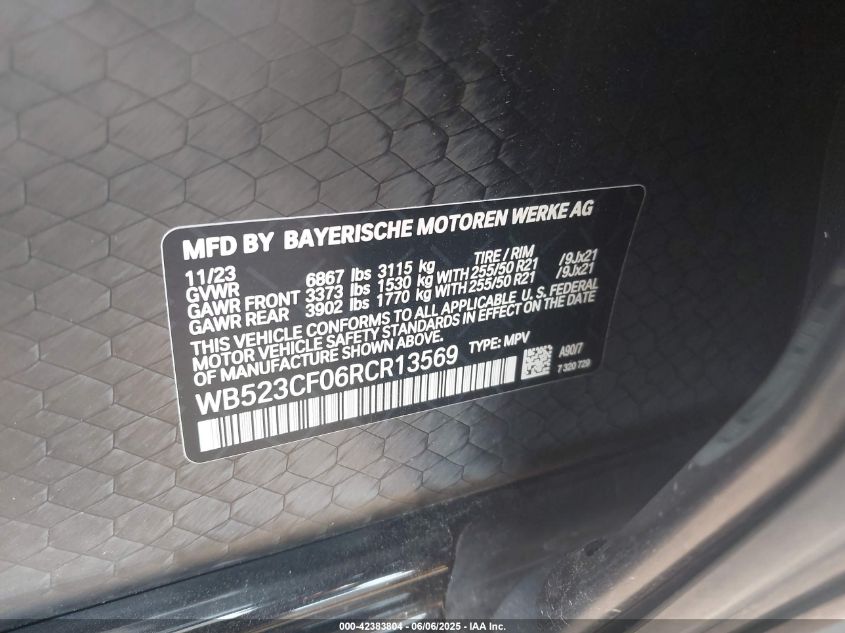 MFD BY BAYERISCHE MOTOREN WERKE AG
11/23 TIRE / RIM
GVWR 6867 lbs 3115 kg
GAWR FRONT 3373 lbs 1530 kg WITH 255/50 R21 /9Jx21
GAWR REAR 3902 lbs 1770 kg WITH 255/50 R21 /9Jx21
THIS VEHICLE CONFORMS TO ALL APPLICABLE U.S. FEDERAL
MOTOR VEHICLE SAFETY STANDARDS IN EFFECT ON THE DATE
OF MANUFACTURE SHOWN ABOVE.
WB523CF06RCR13569 TYPE: MPV
A90/7
7 320 729
000-42383804 - 06/06/2025 - IAA Inc.